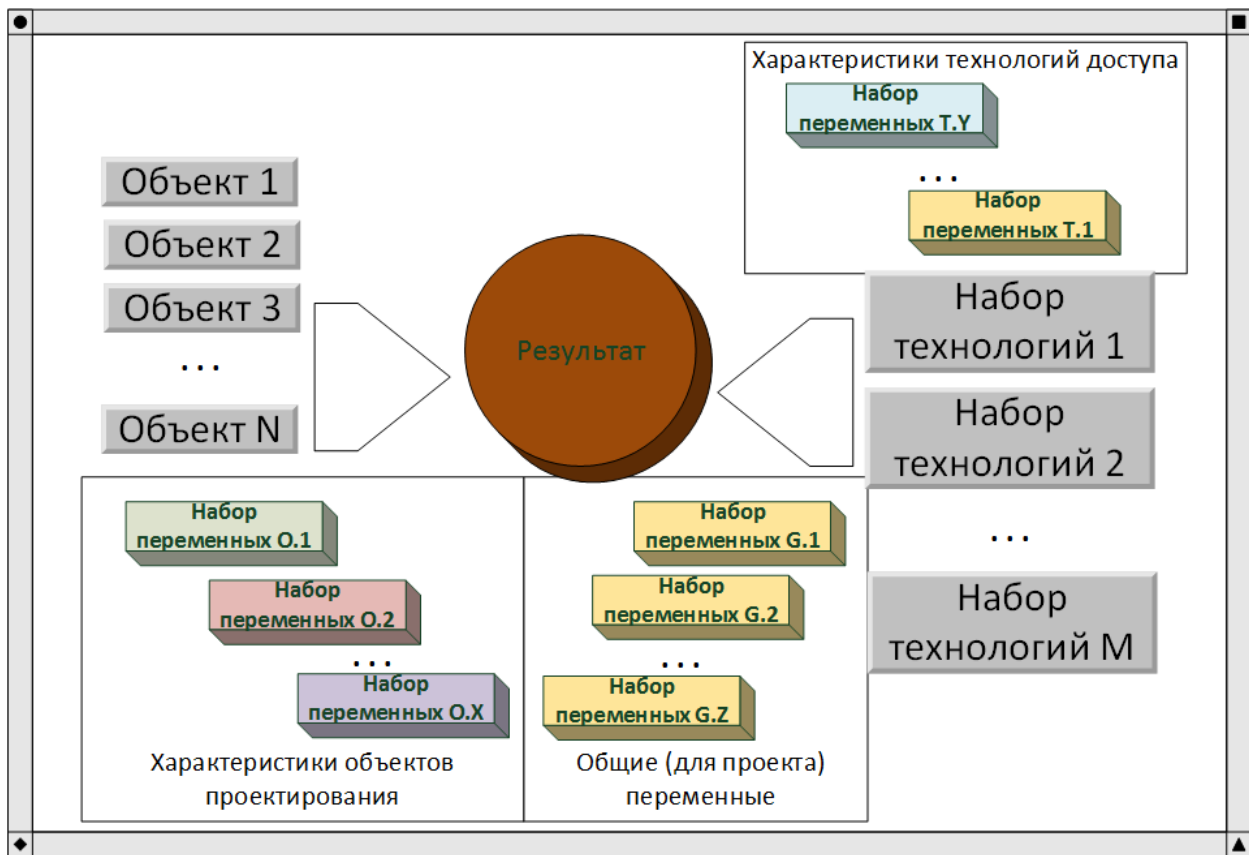 Характеристики технологий доступа
Набор
переменных T.Y
...
Набор
переменных T.1
Объект 1
Объект 2
Объект 3
...
Объект N
Результат
Набор
технологий 1
Набор
технологий 2
...
Набор
технологий M
Набор
переменных O.1
Набор
переменных O.2
...
Набор
переменных O.X
Характеристики объектов
проектирования
Набор
переменных G.1
Набор
переменных G.2
...
Набор
переменных G.Z
Общие (для проекта)
переменные